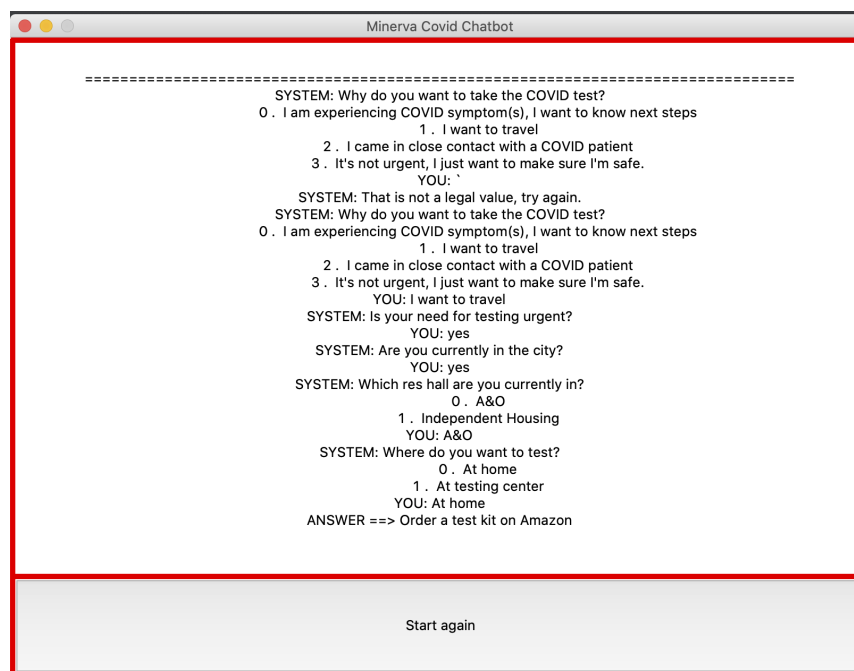 Minerva Covid Chatbot
=================================================================================
SYSTEM: Why do you want to take the COVID test?
0 .  I am experiencing COVID symptom(s), I want to know next steps
1 .  I want to travel
2 .  I came in close contact with a COVID patient
3 .  It's not urgent, I just want to make sure I'm safe.
YOU: `
SYSTEM: That is not a legal value, try again.
SYSTEM: Why do you want to take the COVID test?
0 .  I am experiencing COVID symptom(s), I want to know next steps
1 .  I want to travel
2 .  I came in close contact with a COVID patient
3 .  It's not urgent, I just want to make sure I'm safe.
YOU: I want to travel
SYSTEM: Is your need for testing urgent?
YOU: yes
SYSTEM: Are you currently in the city?
YOU: yes
SYSTEM: Which res hall are you currently in?
0 .  A&O
1 .  Independent Housing
YOU: A&O
SYSTEM: Where do you want to test?
0 .  At home
1 .  At testing center
YOU: At home
ANSWER ==> Order a test kit on Amazon
Start again